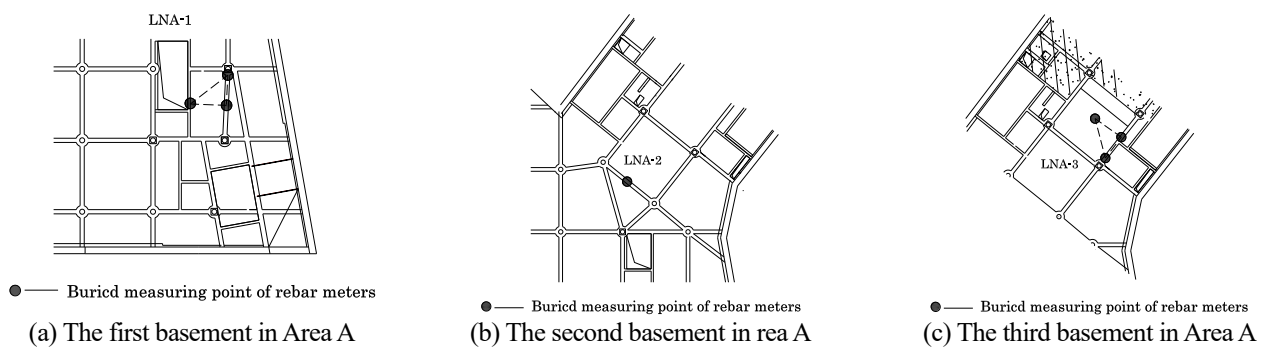 LNA-1
LNA-2
LNA-3
Buricd measuring point of rebar meters
Buricd measuring point of rebar meters
Buricd measuring point of rebar meters
(a) The first basement in Area A
(b) The second basement in rea A
(c) The third basement in Area A